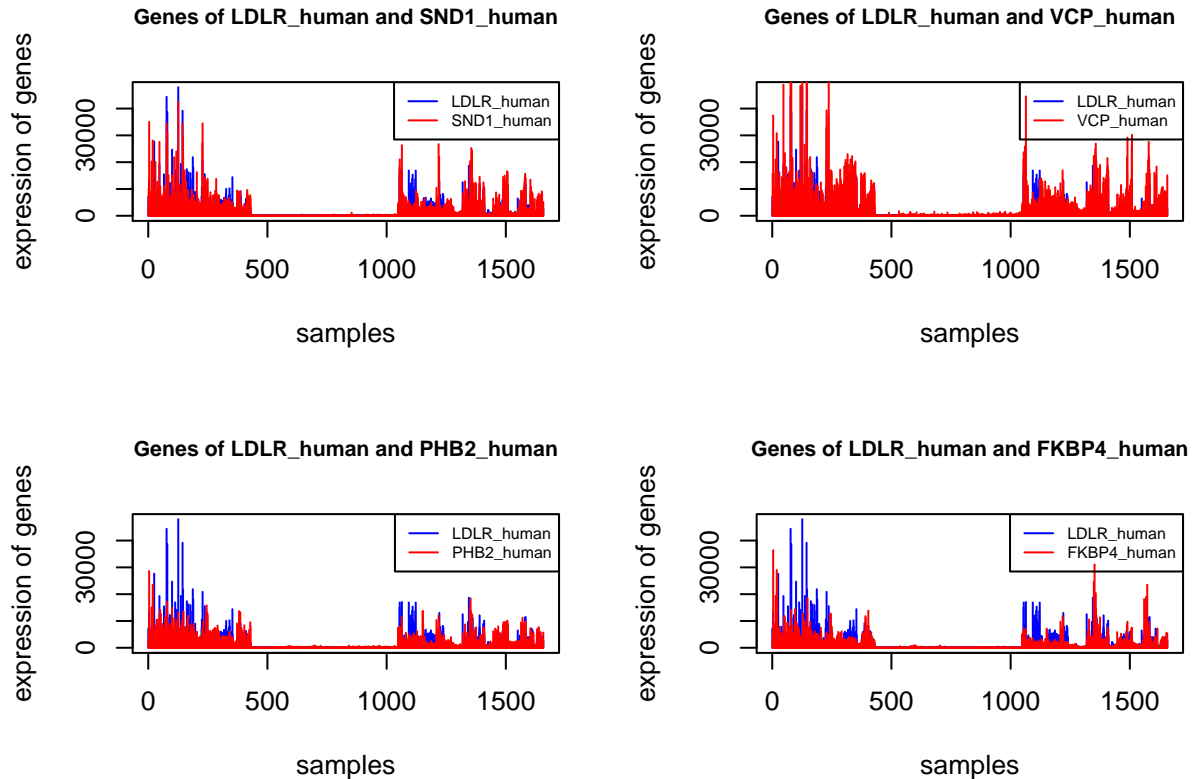 Genes of LDLR_human and SND1_human
expression of genes
30000
0
LDLR_human
SND1_human
0 500 1000 1500
samples
Genes of LDLR_human and VCP_human
expression of genes
30000
0
LDLR_human
VCP_human
0 500 1000 1500
samples
Genes of LDLR_human and PHB2_human
expression of genes
30000
0
LDLR_human
PHB2_human
0 500 1000 1500
samples
Genes of LDLR_human and FKBP4_human
expression of genes
30000
0
LDLR_human
FKBP4_human
0 500 1000 1500
samples